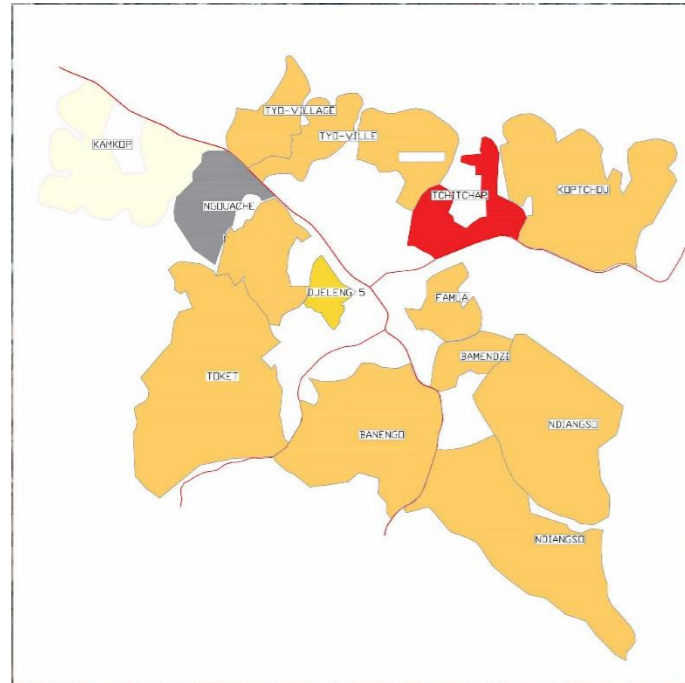 TYO-VILLAGE
TYO-VILLE
KAMKOP
KOPTCHOU
TCHITCHAP
NGOUACHE
DJELENG 5
FAMLA
BAMENDZI
TOKET
NDIANGSO
BANENGO
NDIANGSO